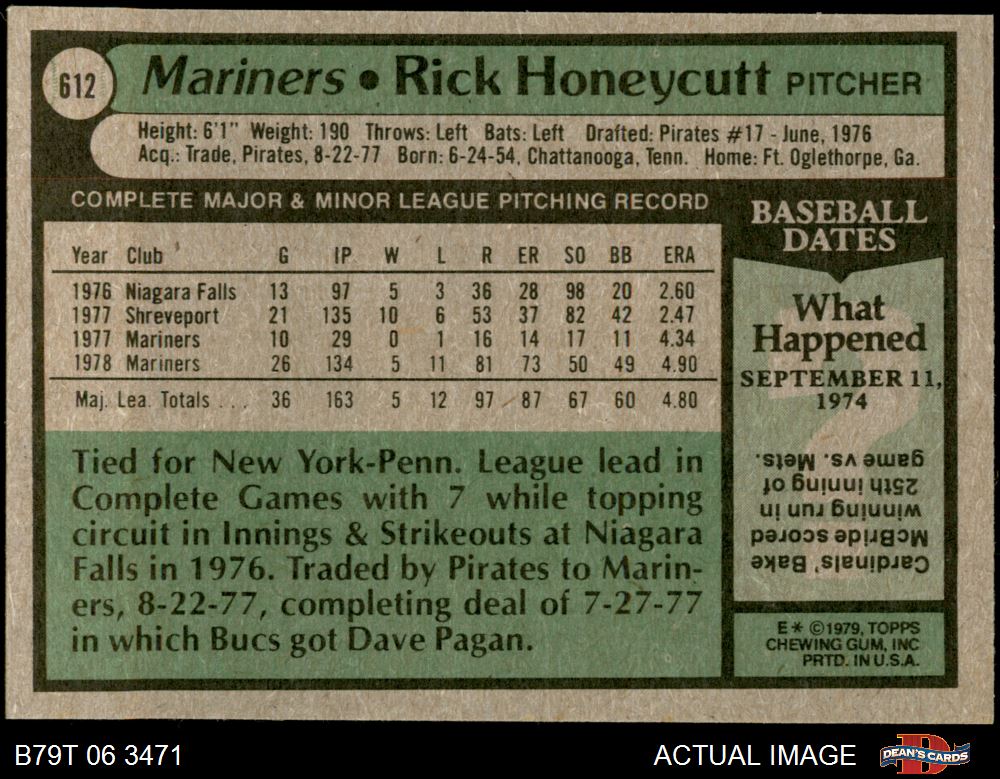 612
Mariners • Rick Honeycutt PITCHER
Height: 6'1" Weight: 190 Throws: Left Bats: Left Drafted: Pirates #17 - June, 1976
Acq.: Trade, Pirates, 8-22-77 Born: 6-24-54, Chattanooga, Tenn. Home: Ft. Oglethorpe, Ga.
COMPLETE MAJOR & MINOR LEAGUE PITCHING RECORD
Year Club G IP W L R ER SO BB ERA
1976 Niagara Falls 13 97 5 3 36 28 98 20 2.60
1977 Shreveport 21 135 10 6 53 37 82 42 2.47
1977 Mariners 10 29 0 1 16 14 17 11 4.34
1978 Mariners 26 134 5 11 81 73 50 49 4.90
Maj. Lea. Totals ... 36 163 5 12 97 87 67 60 4.80
Tied for New York-Penn. League lead in
Complete Games with 7 while topping
circuit in Innings & Strikeouts at Niagara
Falls in 1976. Traded by Pirates to Marin-
ers, 8-22-77, completing deal of 7-27-77
in which Bucs got Dave Pagan.
BASEBALL
DATES
What
Happened
SEPTEMBER 11,
1974
?
Cardinals' Bake
McBride scored
winning run in
25th inning of
game vs. Mets.
E* ©1979, TOPPS
CHEWING GUM, INC
PRTD. IN U.S.A.
B79T 06 3471
ACTUAL IMAGE
D
DEAN'S CARDS